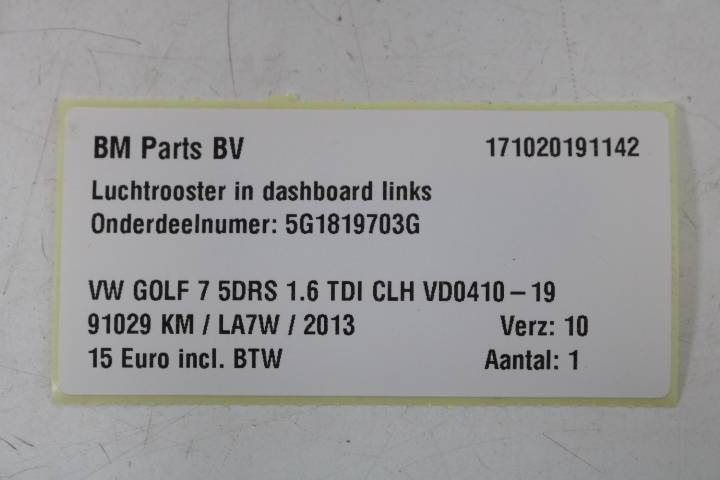 BM Parts BV 171020191142
Luchtrooster in dashboard links
Onderdeelnumer: 5G1819703G
VW GOLF 7 5DRS 1.6 TDI CLH VD0410-19
91029 KM / LA7W / 2013 Verz: 10
15 Euro incl. BTW Aantal: 1